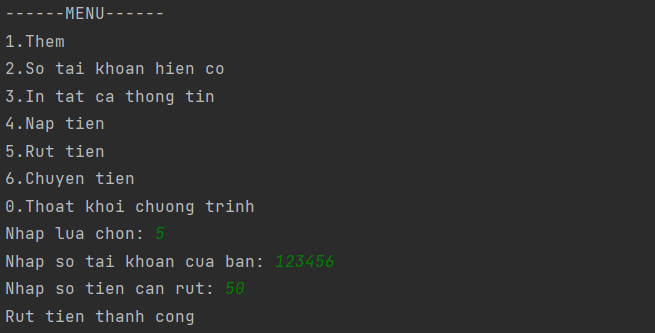 ------MENU------
1.Them
2.So tai khoan hien co
3.In tat ca thong tin
4.Nap tien
5.Rut tien
6.Chuyen tien
0.Thoat khoi chuong trinh
Nhap lua chon: 5
Nhap so tai khoan cua ban: 123456
Nhap so tien can rut: 50
Rut tien thanh cong